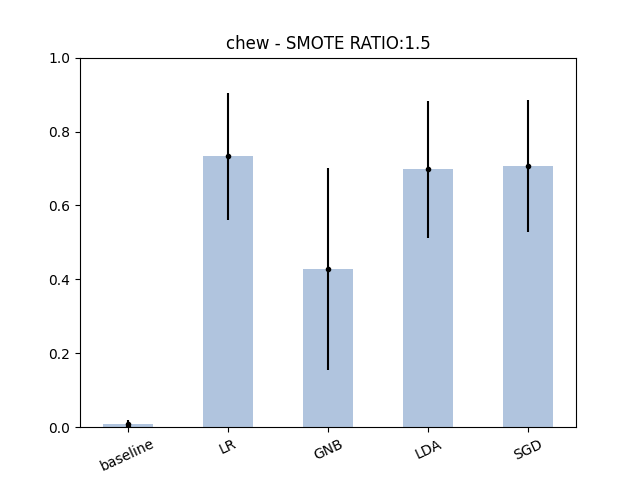 chew - SMOTE RATIO:1.5
1.0
0.8
0.6
0.4
0.2
0.0
baseline
LR
GNB
LDA
SGD